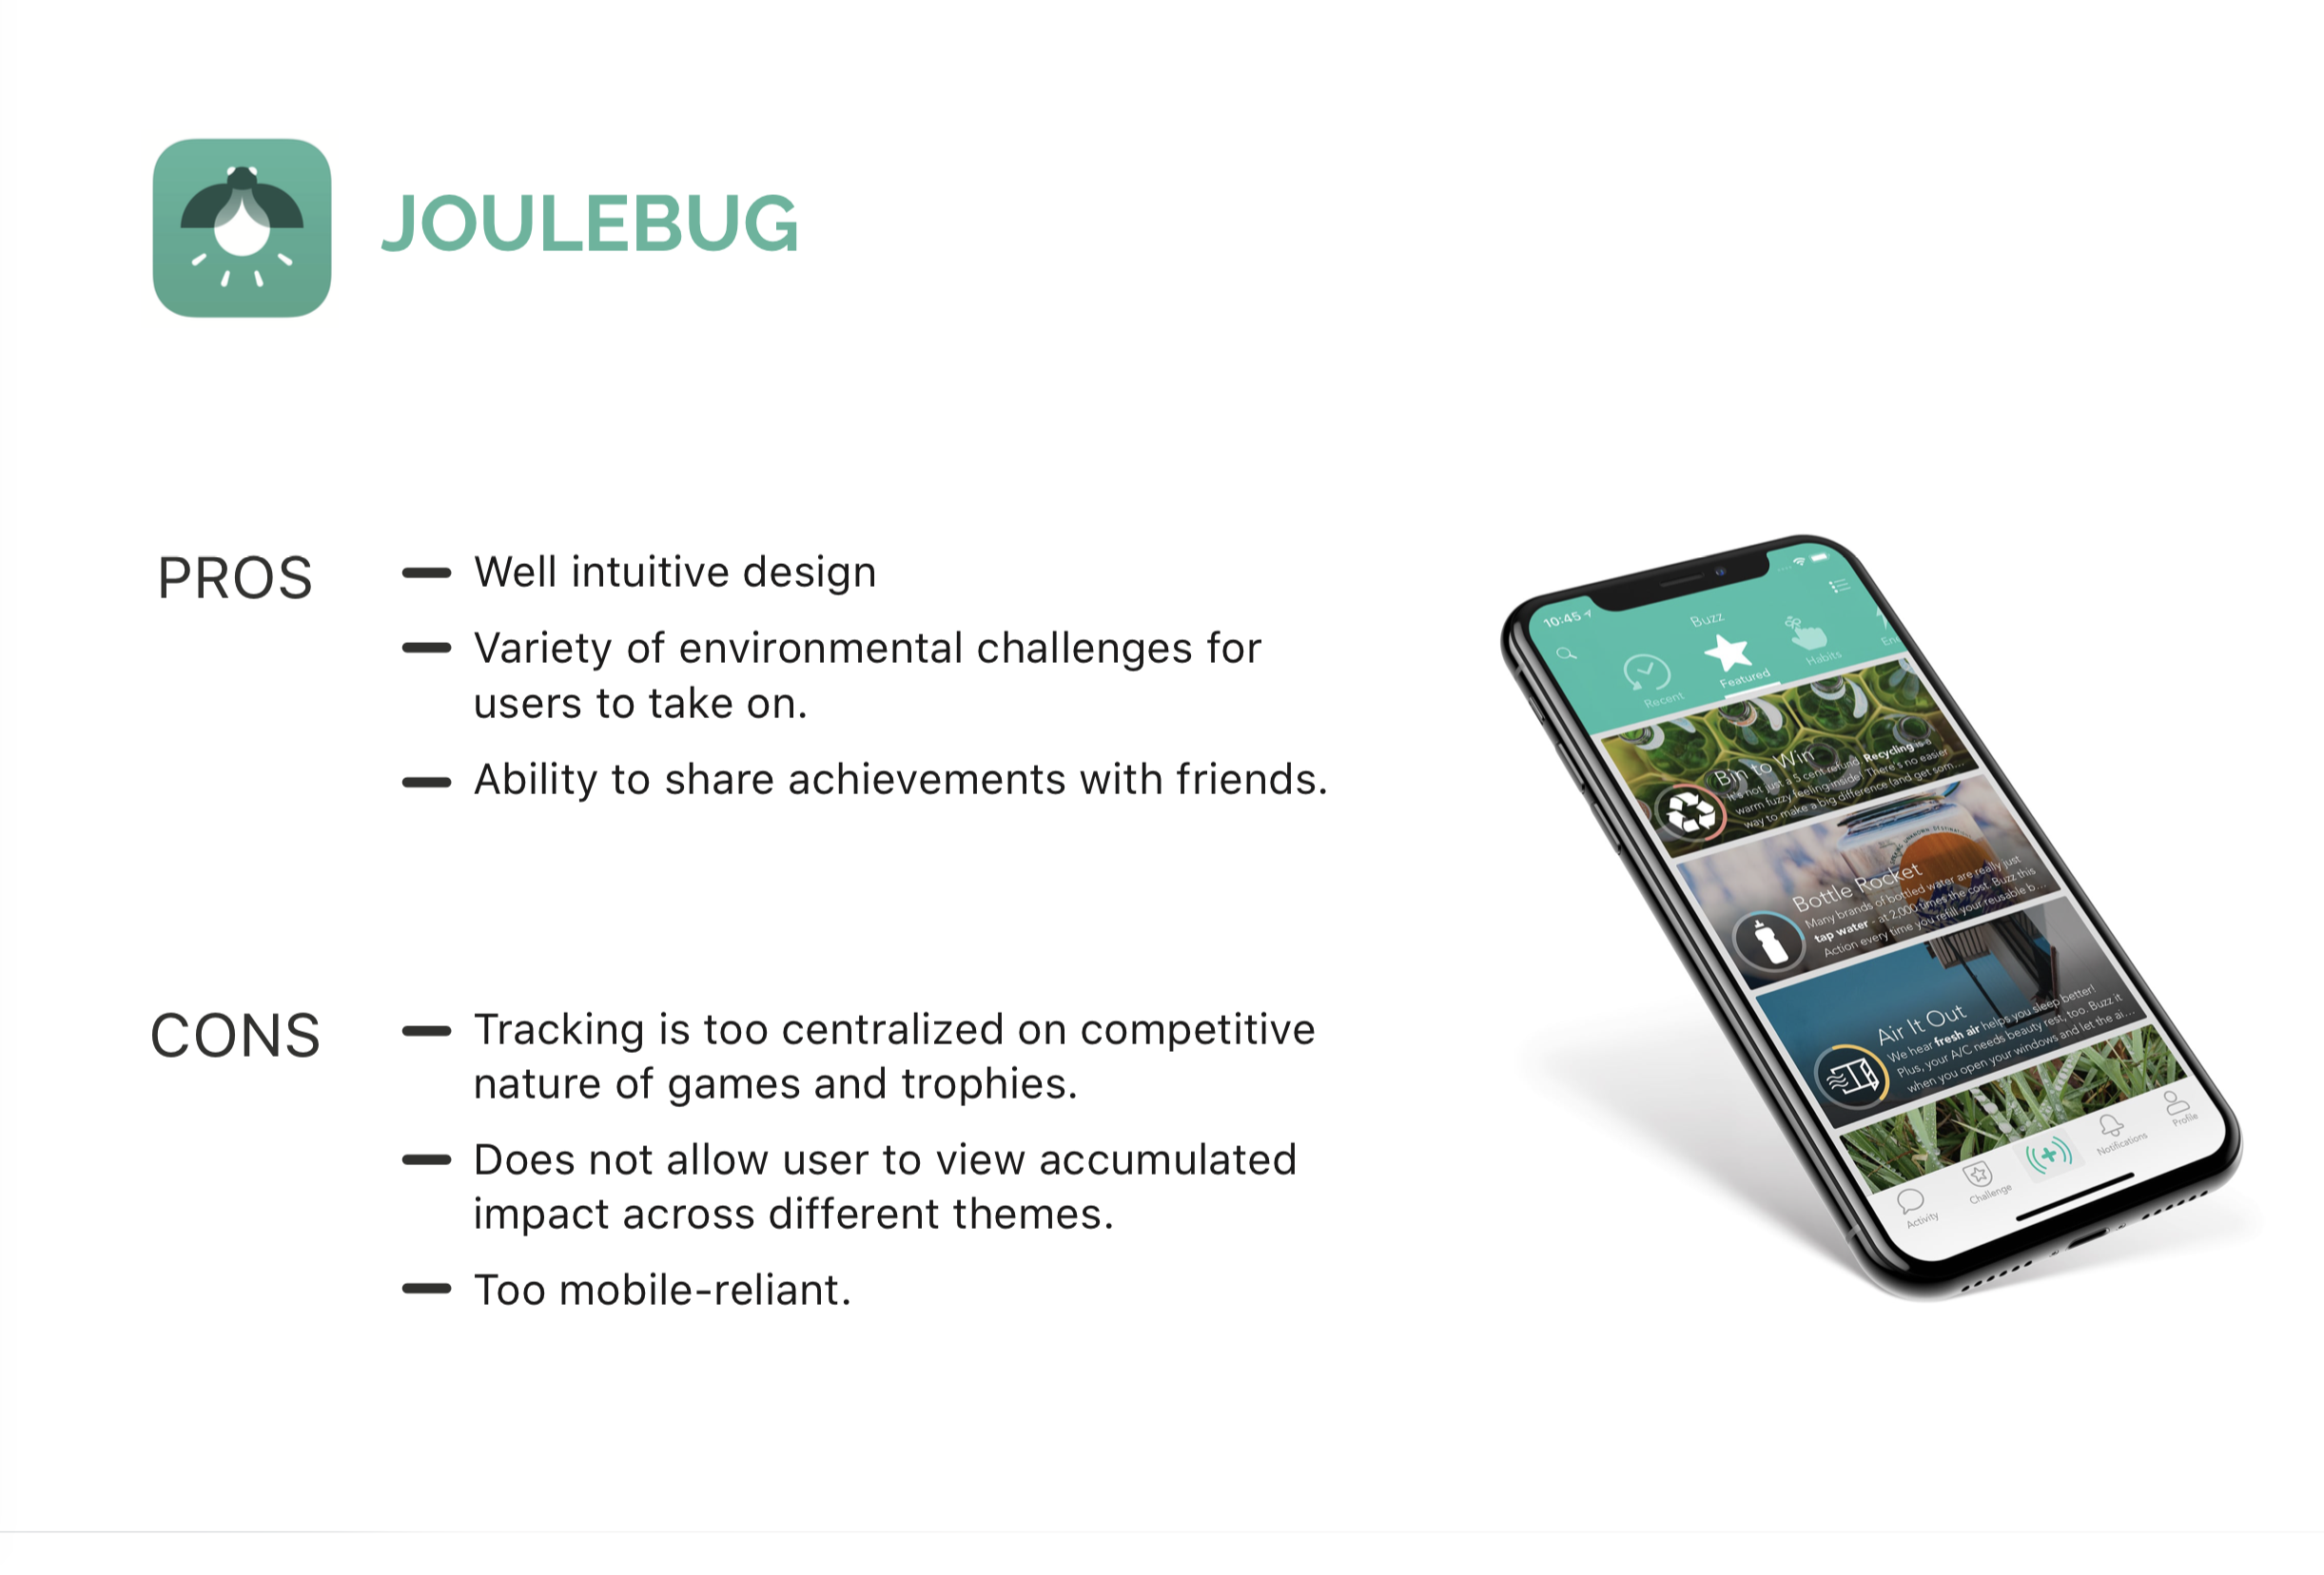 JOULEBUG
PROS
Well intuitive design
Variety of environmental challenges for
users to take on.
Ability to share achievements with friends.
CONS
Tracking is too centralized on competitive
nature of games and trophies.
Does not allow user to view accumulated
impact across different themes.
Too mobile-reliant.
10:45
Buzz
Recent
Featured
Habits
Bin to Win
It's not just a 5 cent refund. Recycling is a
warm fuzzy feeling inside! There's no easier
way to make a big difference (and get som...
Bottle Rocket
Many brands of bottled water are really just
tap water - at 2,000 times the cost. Buzz this
Action every time you refill your reusable b...
Air It Out
We hear fresh air helps you sleep better!
Plus, your A/C needs beauty rest, too. Buzz it
when you open your windows and let the ai...
Activity
Challenge
Notifications
Profile